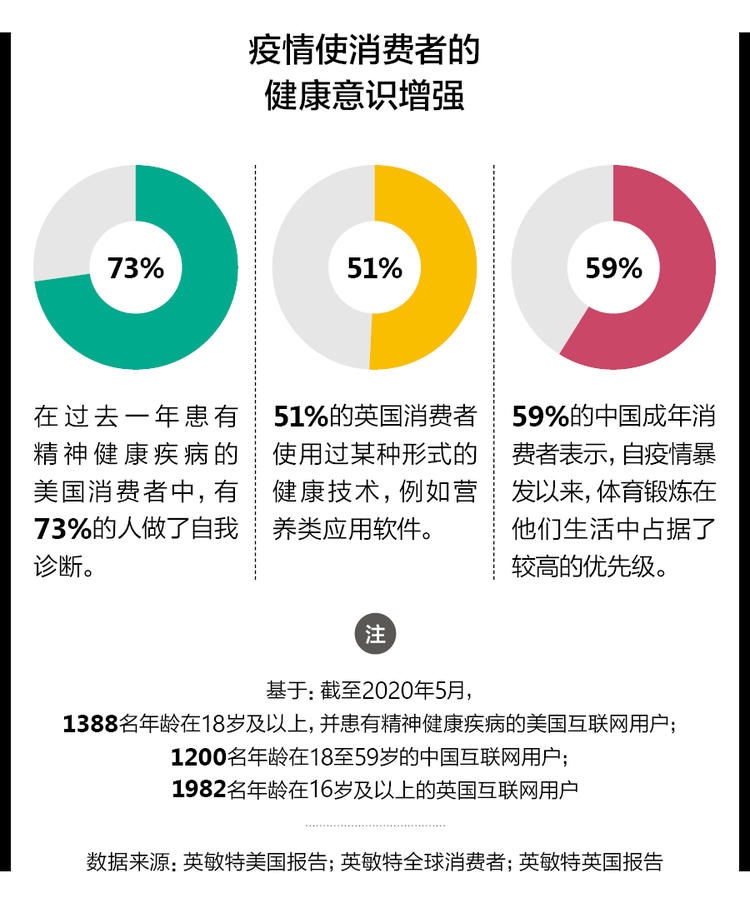 疫情使消费者的
健康意识增强
73%
51%
59%
在过去一年患有
精神健康疾病的
美国消费者中，有
73%的人做了自我
诊断。
51%的英国消费者
使用过某种形式的
健康技术，例如营
养类应用软件。
59%的中国成年消
费者表示，自疫情暴
发以来，体育锻炼在
他们生活中占据了
较高的优先级。
注
基于：截至2020年5月，
1388名年龄在18岁及以上，并患有精神健康疾病的美国互联网用户；
1200名年龄在18至59岁的中国互联网用户；
1982名年龄在16岁及以上的英国互联网用户
数据来源：英敏特美国报告；英敏特全球消费者；英敏特英国报告